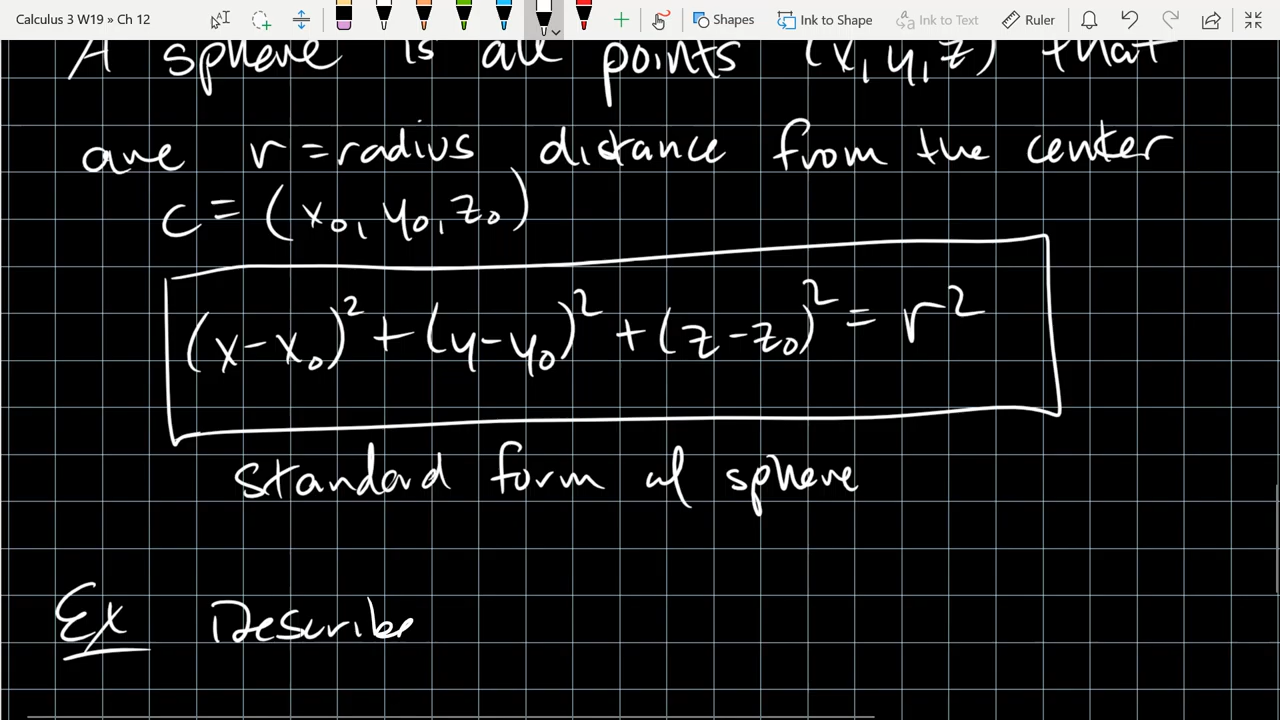 Calculus 3 W19 » Ch 12
Shapes Ink to Shape Ink to Text Ruler
A sphere is all points (x, y, z) that
are r = radius distance from the center
c = (x₀, y₀, z₀)
(x-x₀)² + (y-y₀)² + (z-z₀)² = r²
standard form of sphere
Ex Describe